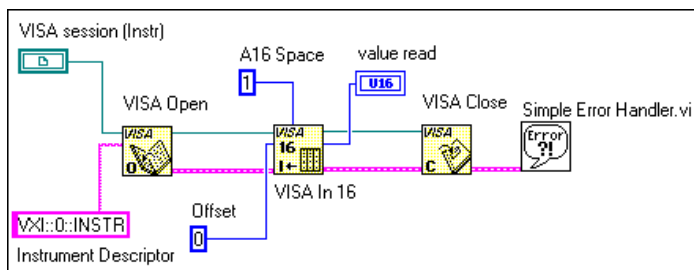 VISA session (Instr)
A16 Space
value read
1
U16
VISA Open
VISA Close
Simple Error Handler.vi
VISA
O
VISA
16
I←
VISA
C
Error
?!
VISA In 16
Offset
VXI::0::INSTR
0
Instrument Descriptor